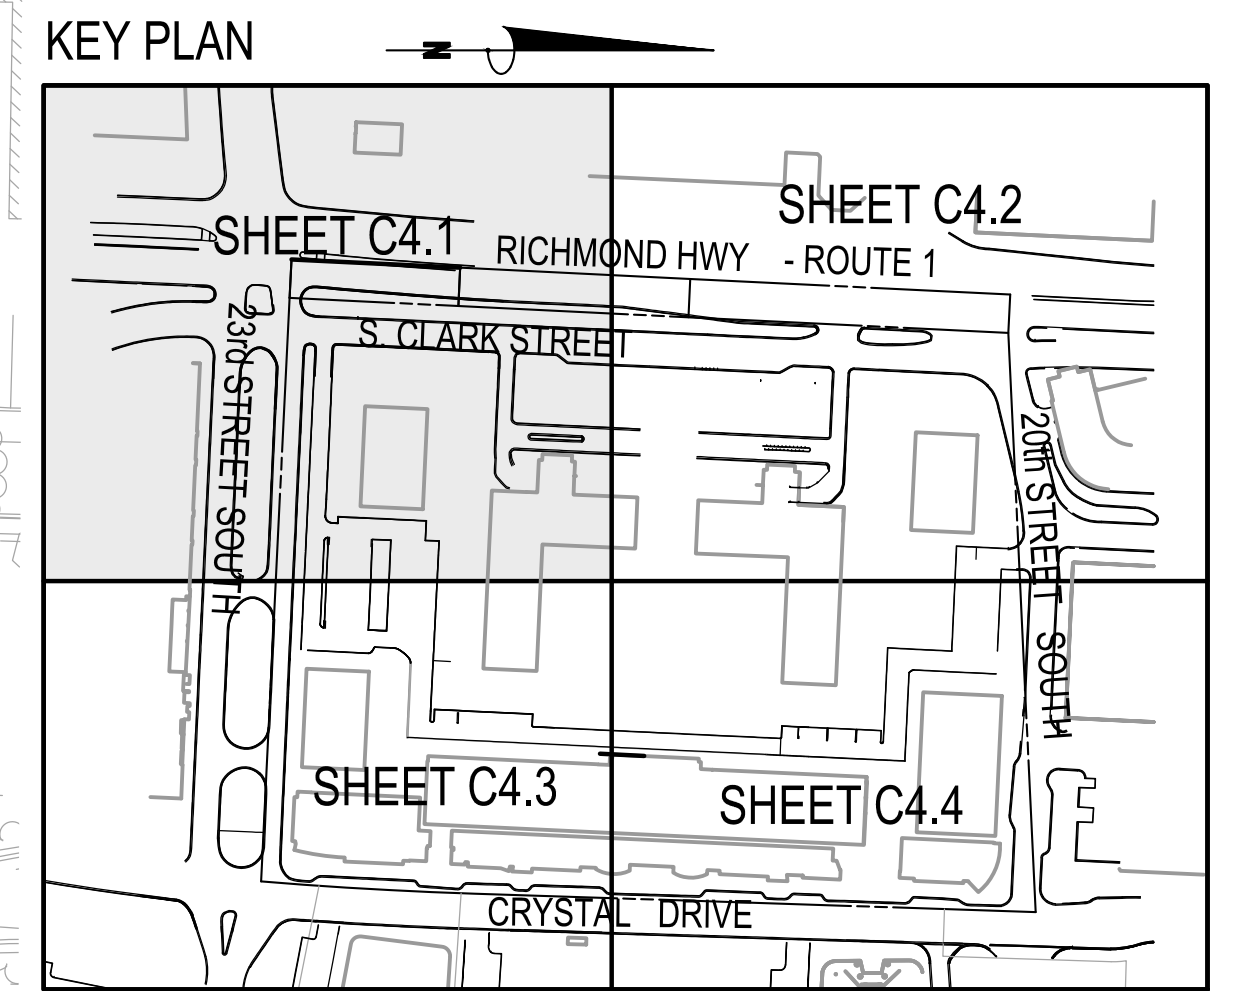 KEY PLAN
N
SHEET C4.1
SHEET C4.2
RICHMOND HWY - ROUTE 1
S. CLARK STREET
23rd STREET SOUTH
20th STREET SOUTH
SHEET C4.3
SHEET C4.4
CRYSTAL DRIVE